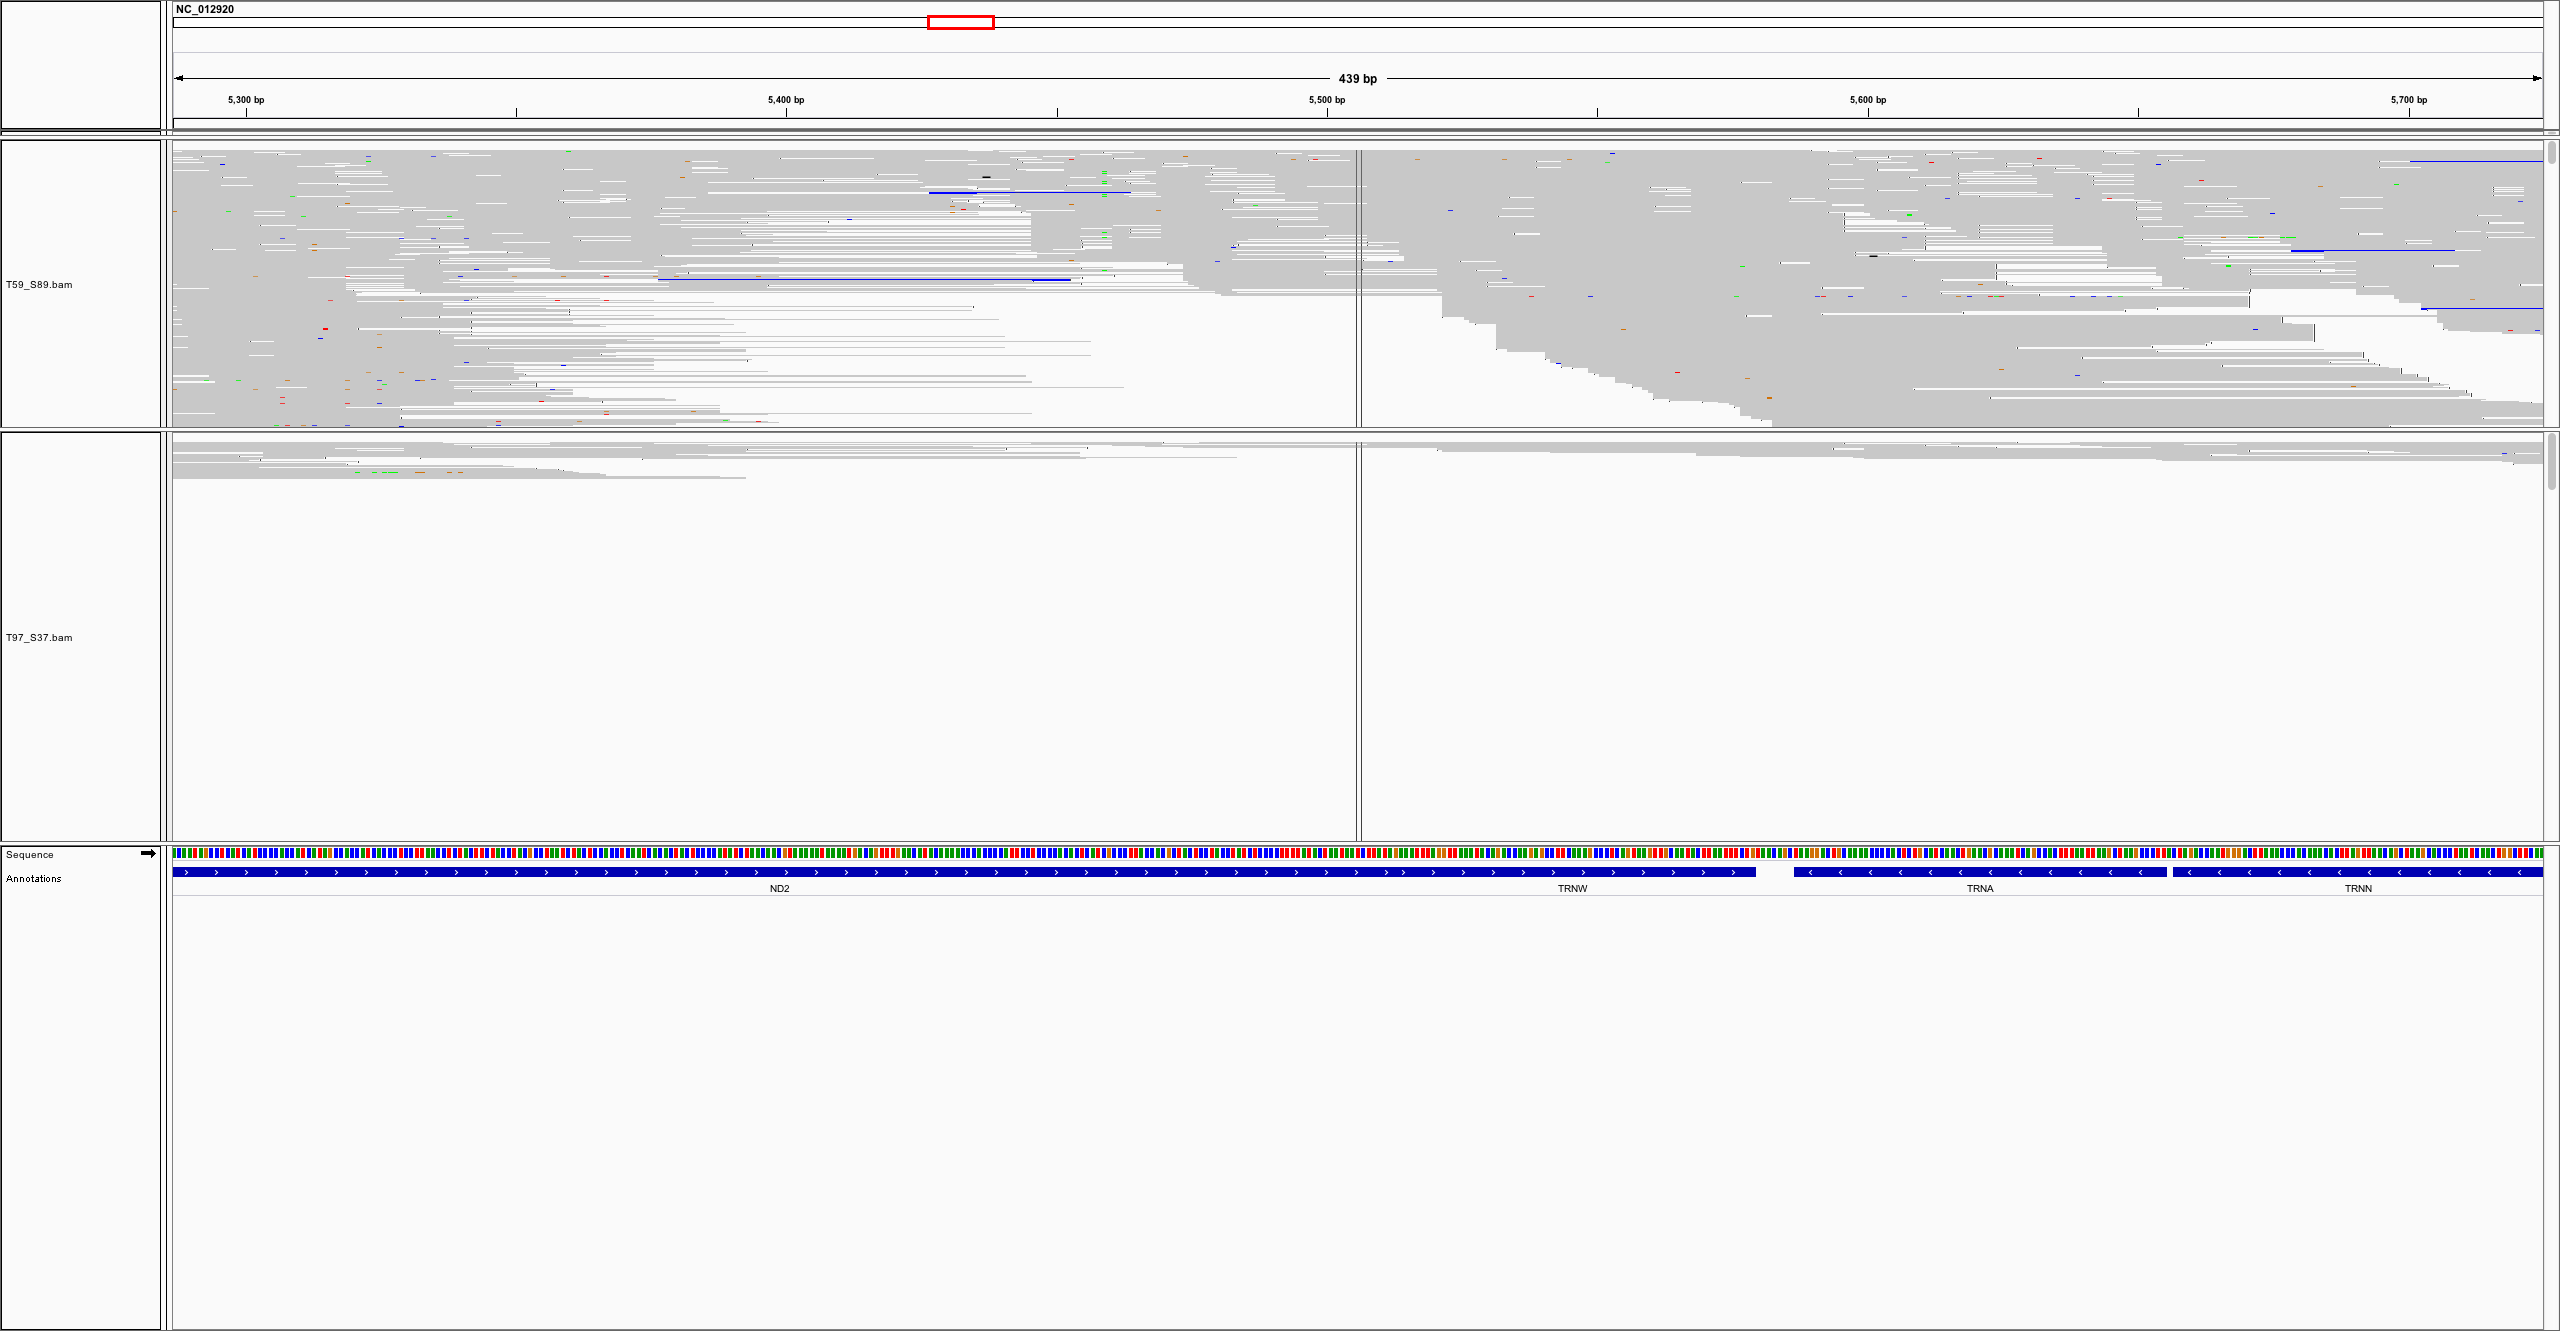 NC_012920
439 bp
5,300 bp 5,400 bp 5,500 bp 5,600 bp 5,700 bp
T59_S89.bam
T97_S37.bam
Sequence
Annotations
ND2 TRNW TRNA TRNN